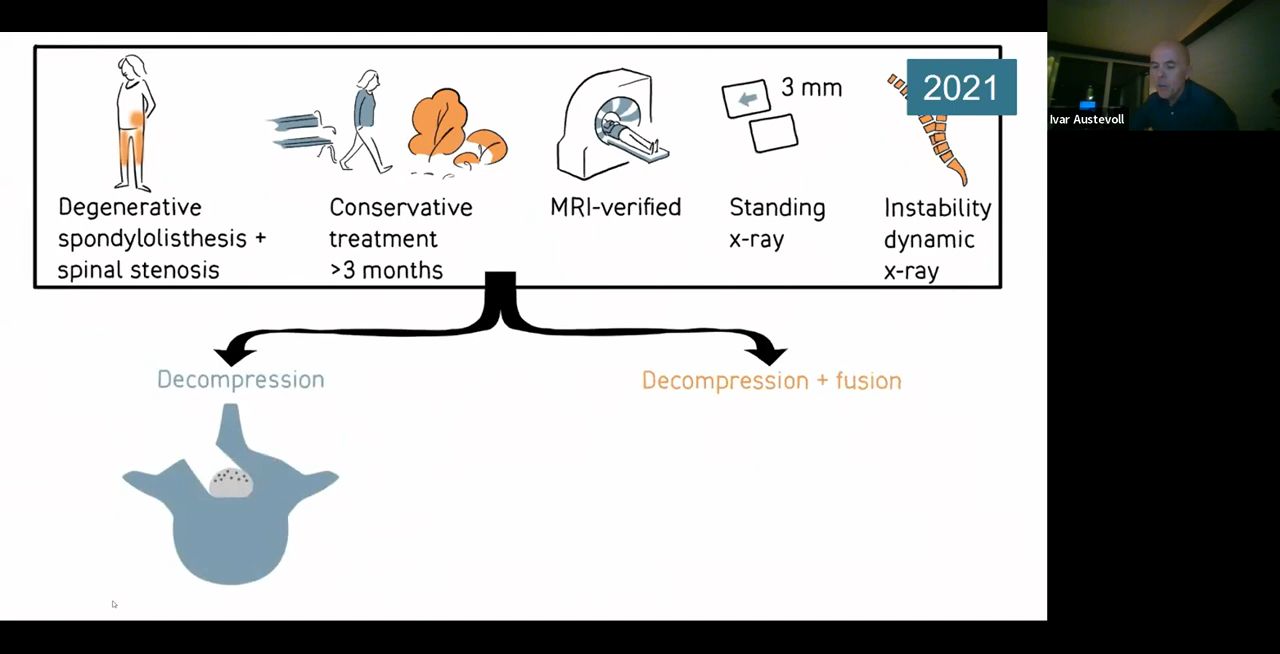 2021
3 mm
Degenerative
spondylolisthesis +
spinal stenosis
Conservative
treatment
>3 months
MRI-verified
Standing
x-ray
Instability
dynamic
x-ray
Decompression
Decompression + fusion
Ivar Austevoll